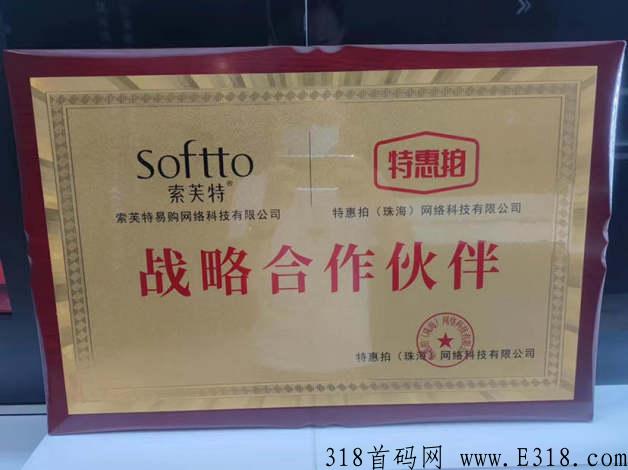 Softto
索芙特®
索芙特易购网络科技有限公司
特惠拍
特惠拍（珠海）网络科技有限公司
战略合作伙伴
特惠拍（珠海）网络科技有限公司
318首码网 www.E318.com